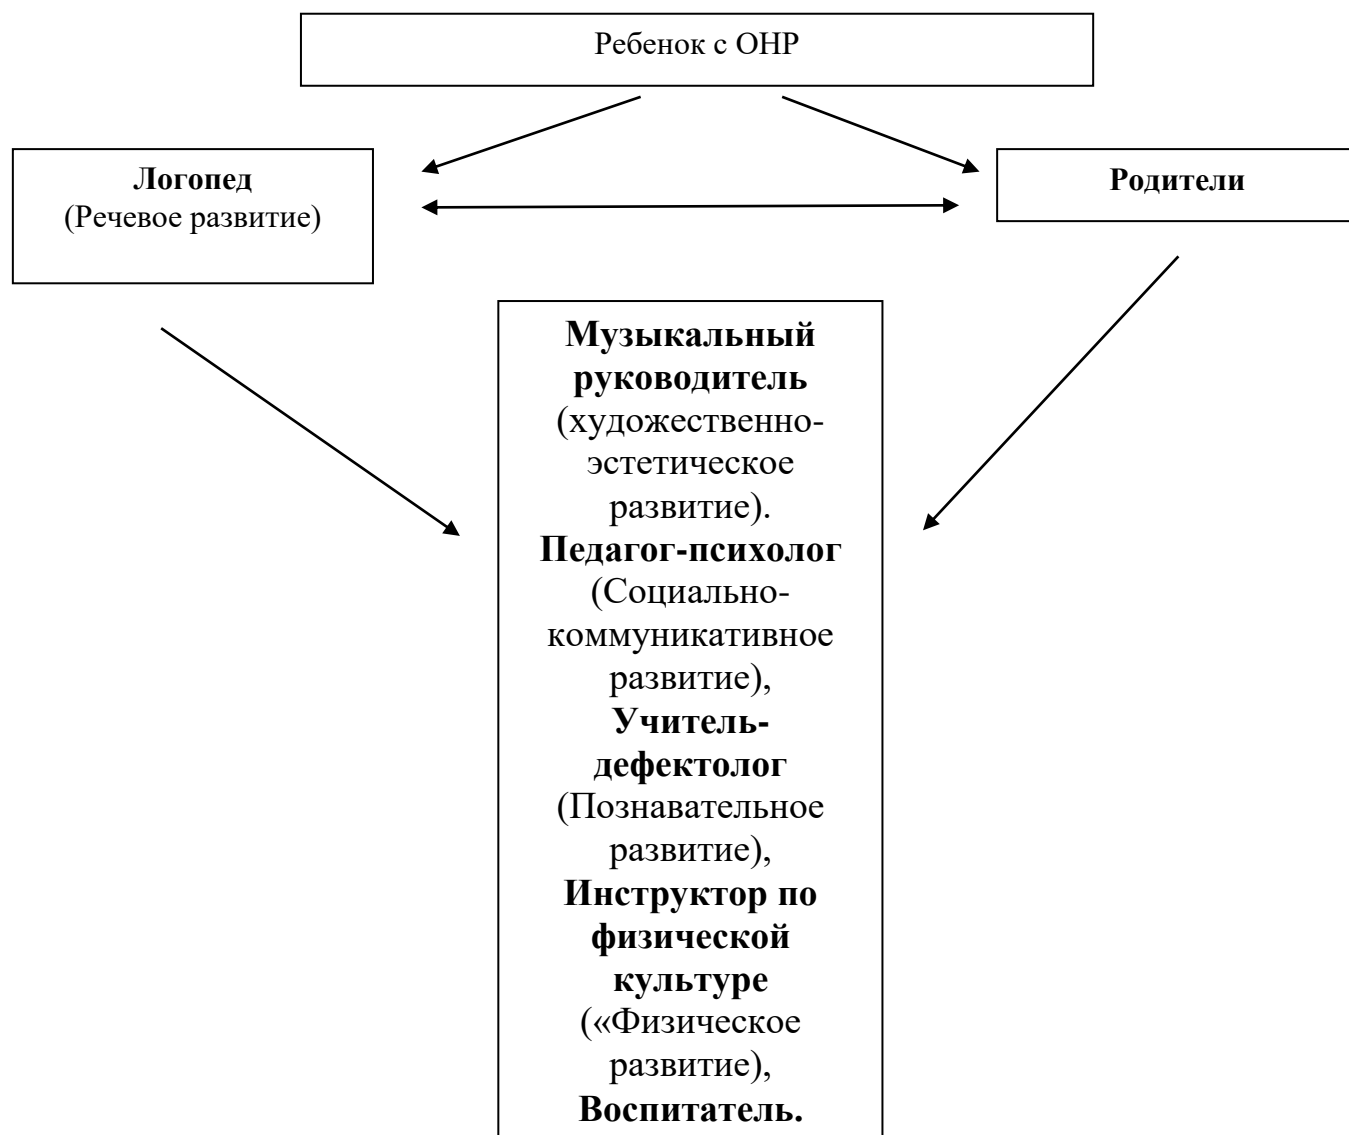 Ребенок с ОНР
Логопед
(Речевое развитие)
Родители
Музыкальный
руководитель
(художественно-
эстетическое
развитие).
Педагог-психолог
(Социально-
коммуникативное
развитие),
Учитель-
дефектолог
(Познавательное
развитие),
Инструктор по
физической
культуре
(«Физическое
развитие),
Воспитатель.